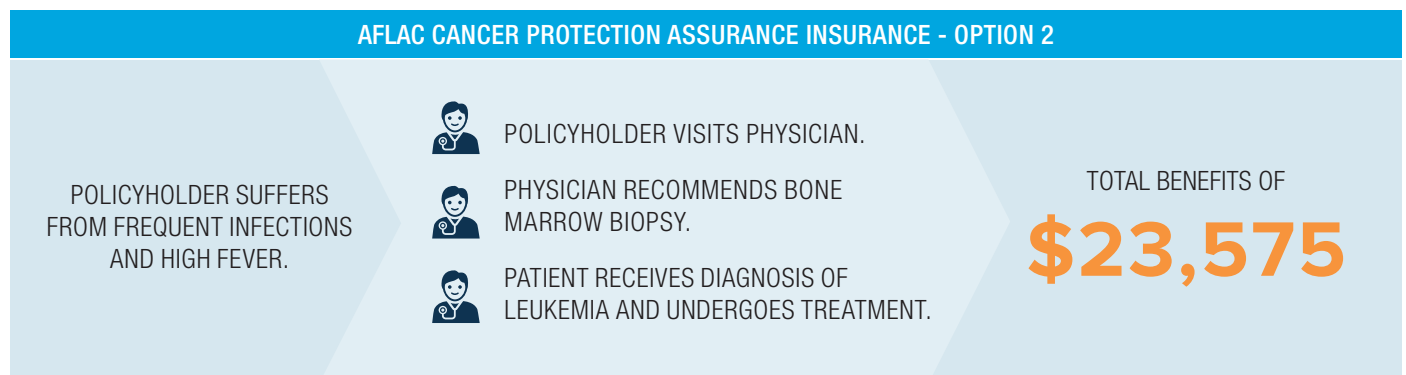 AFLAC CANCER PROTECTION ASSURANCE INSURANCE - OPTION 2
POLICYHOLDER SUFFERS
FROM FREQUENT INFECTIONS
AND HIGH FEVER.
POLICYHOLDER VISITS PHYSICIAN.
PHYSICIAN RECOMMENDS BONE
MARROW BIOPSY.
PATIENT RECEIVES DIAGNOSIS OF
LEUKEMIA AND UNDERGOES TREATMENT.
TOTAL BENEFITS OF
$23,575